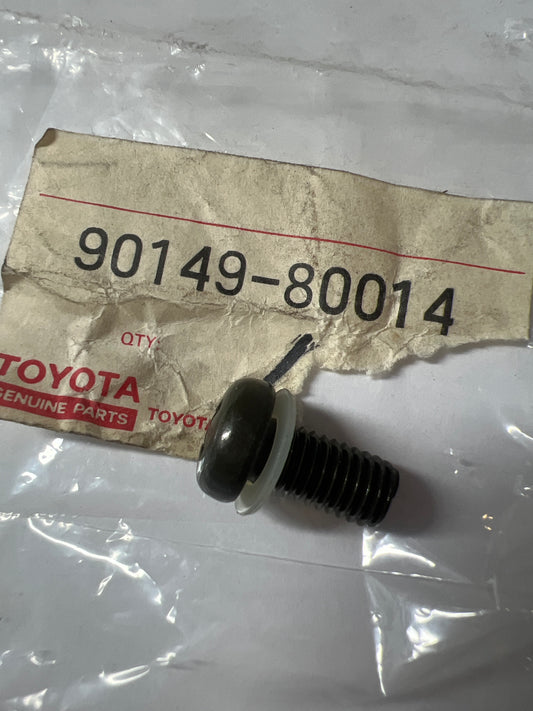 90149-80014
QTY.
TOYOTA
GENUINE PARTS
TOYOTA